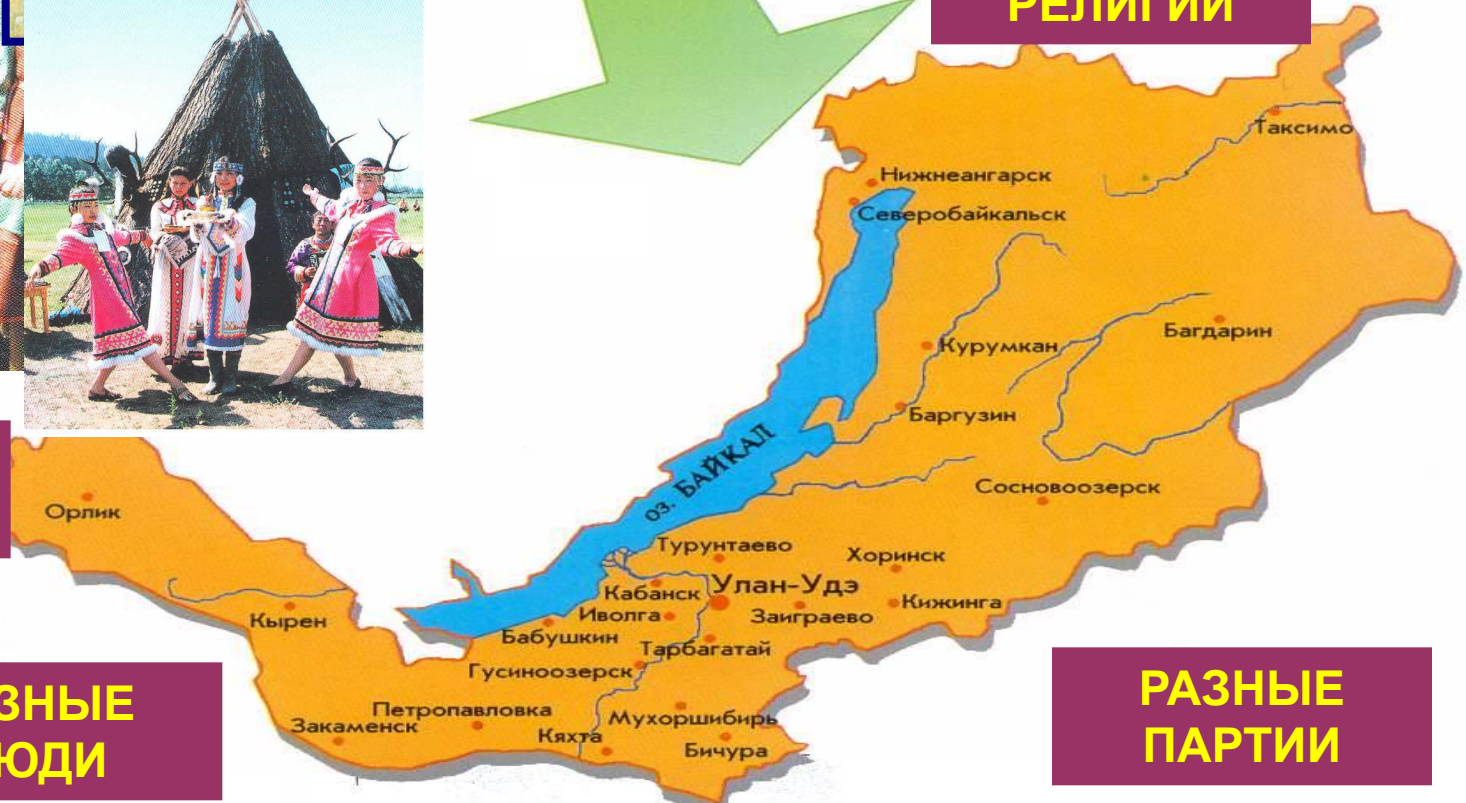 РЕЛИГИИ
Таксимо
Нижнеангарск
Северобайкальск
Багдарин
Курумкан
Баргузин
оз. БАЙКАЛ
Сосновоозерск
Орлик
Турунтаево
Хоринск
Улан-Удэ
Кабанск
Кижинга
Иволга
Заиграево
Кырен
Бабушкин
Тарбагатай
Гусиноозерск
Петропавловка
Мухоршибирь
Закаменск
Кяхта
Бичура
ЗНЫЕ
ЮДИ
РАЗНЫЕ
ПАРТИИ